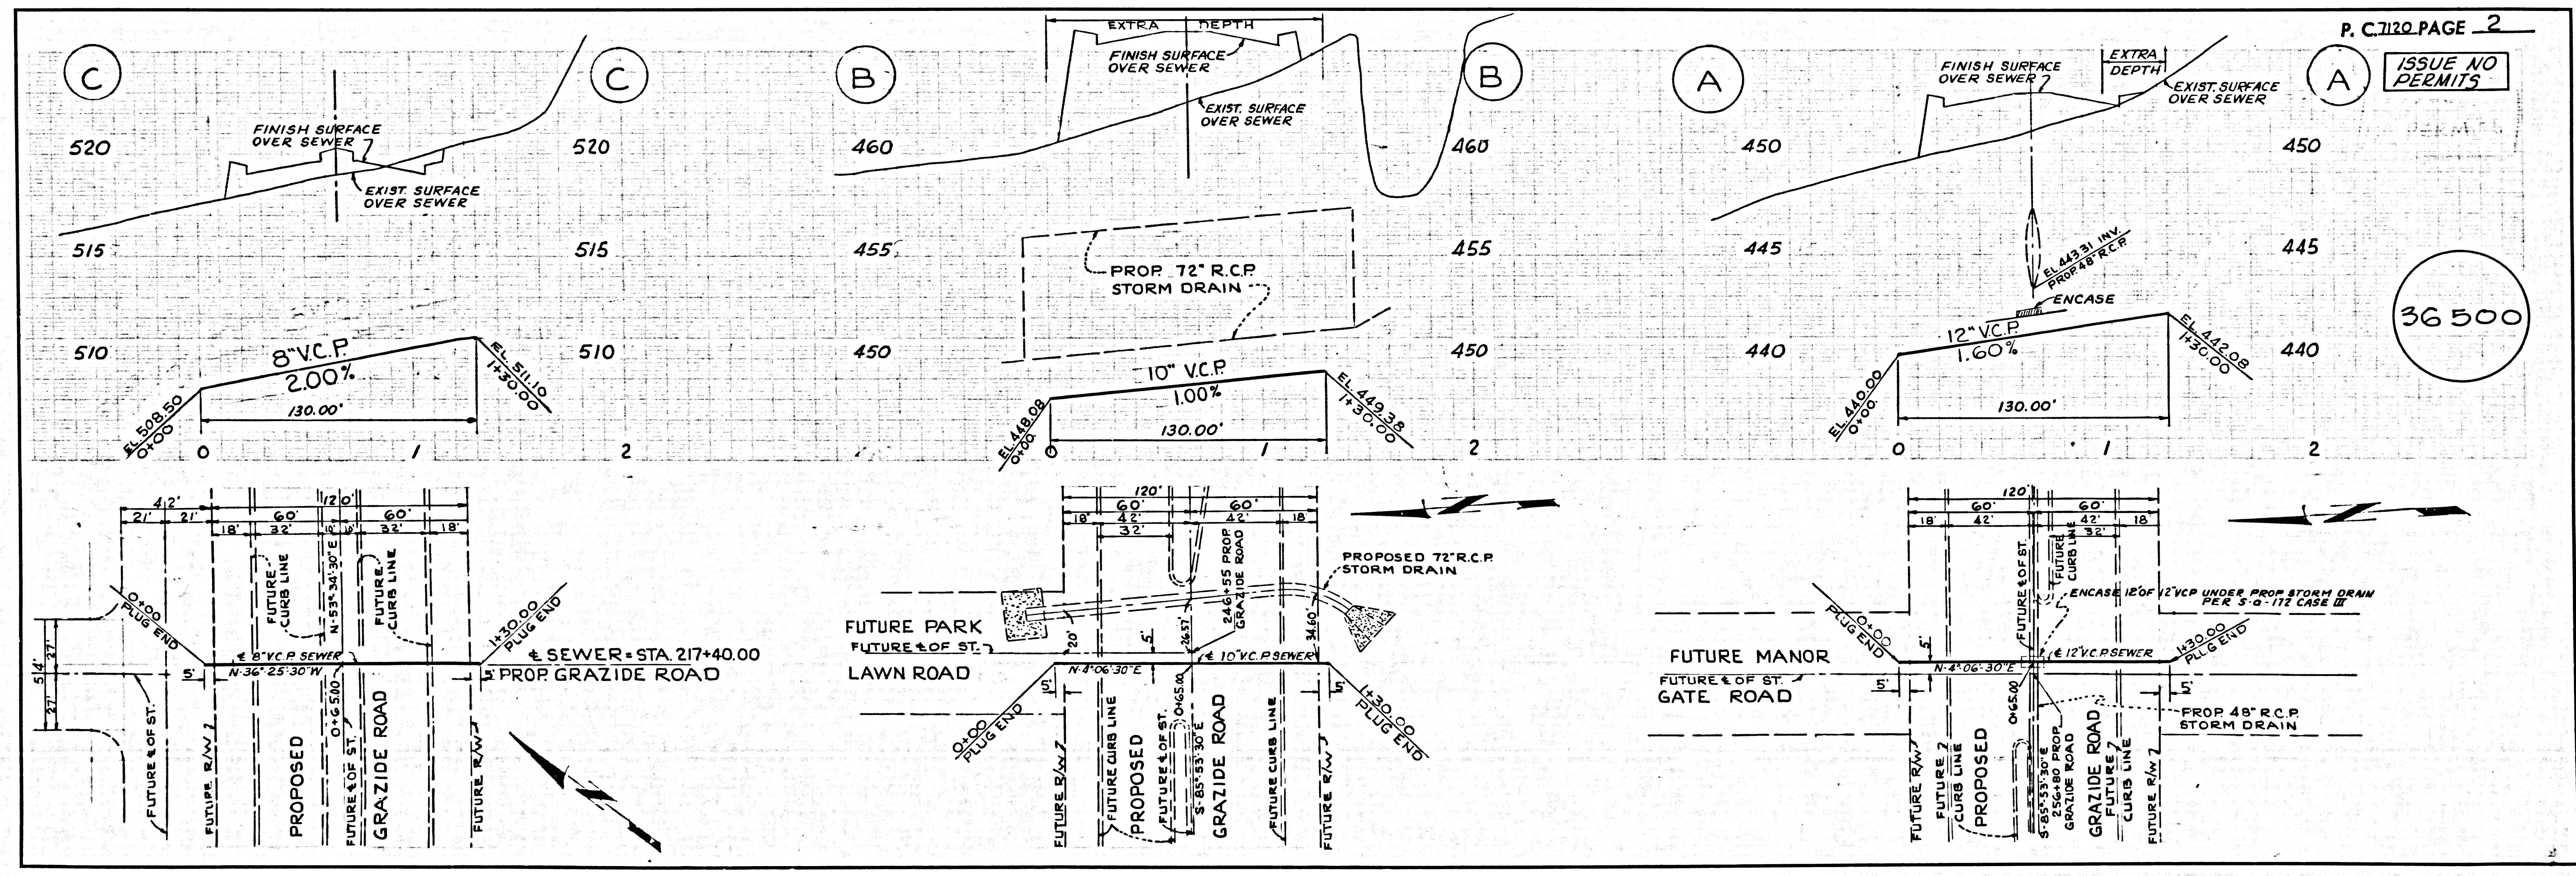 P. C. 7120 PAGE 2
ISSUE NO
PERMITS
36500
C
C
520
520
515
515
510
510
FINISH SURFACE
OVER SEWER
EXIST. SURFACE
OVER SEWER
8" V.C.P.
2.00%
130.00'
EL. 508.50
0+00
EL. 511.10
1+30.00
0
1
2
B
B
EXTRA DEPTH
FINISH SURFACE
OVER SEWER
EXIST. SURFACE
OVER SEWER
460
460
455
455
450
450
PROP. 72" R.C.P.
STORM DRAIN
10" V.C.P.
1.00%
130.00'
EL. 448.08
0+00.
EL. 449.38
1+30.00
0
1
2
A
A
EXTRA
DEPTH
FINISH SURFACE
OVER SEWER
EXIST. SURFACE
OVER SEWER
450
450
445
445
440
440
EL 443.31 INV.
PROP. 48" R.C.P.
ENCASE
12" V.C.P.
1.60%
130.00'
EL. 440.00
0+00.
EL. 442.08
1+30.00
0
1
2
42'
21'
21'
120'
60'
60'
18'
32'
10'
32'
18'
FUTURE
CURB LINE
N-53°34'30"E
FUTURE
CURB LINE
0+00
PLUG END
1+30.00
PLUG END
54'
27'
27'
℄ 8" V.C.P. SEWER
N-36°25'30"W
5'
5'
℄ SEWER = STA. 217+40.00
PROP. GRAZIDE ROAD
0+65.00
FUTURE ℄ OF ST.
FUTURE R/W
PROPOSED
FUTURE ℄ OF ST.
GRAZIDE ROAD
FUTURE R/W
120'
60'
60'
18'
42'
42'
18'
32'
246+55 PROP.
GRAZIDE ROAD
PROPOSED 72" R.C.P.
STORM DRAIN
FUTURE PARK
FUTURE ℄ OF ST.
LAWN ROAD
20'
5'
26.57'
34.60'
℄ 10" V.C.P. SEWER
N-4°06'30"E
5'
5'
0+65.00
0+00
PLUG END
1+30.00
PLUG END
FUTURE R/W
FUTURE CURB LINE
PROPOSED
FUTURE ℄ OF ST.
S-85°53'30"E
GRAZIDE ROAD
FUTURE CURB LINE
FUTURE R/W
120'
60'
60'
18'
42'
42'
18
32'
FUTURE ℄ OF ST.
FUTURE
CURB LINE
ENCASE 12' OF 12" VCP UNDER PROP STORM DRAIN
PER S-a-172 CASE III
0+00
PLUG END
1+30.00
PLUG END
FUTURE MANOR
FUTURE ℄ OF ST.
GATE ROAD
5'
℄ 12" V.C.P. SEWER
N-4°06'30"E
5'
5'
0+65.00
PROP. 48" R.C.P.
STORM DRAIN
FUTURE R/W
FUTURE
CURB LINE
PROPOSED
S-85°53'30"E
256+80 PROP.
GRAZIDE ROAD
GRAZIDE ROAD
FUTURE
CURB LINE
FUTURE R/W